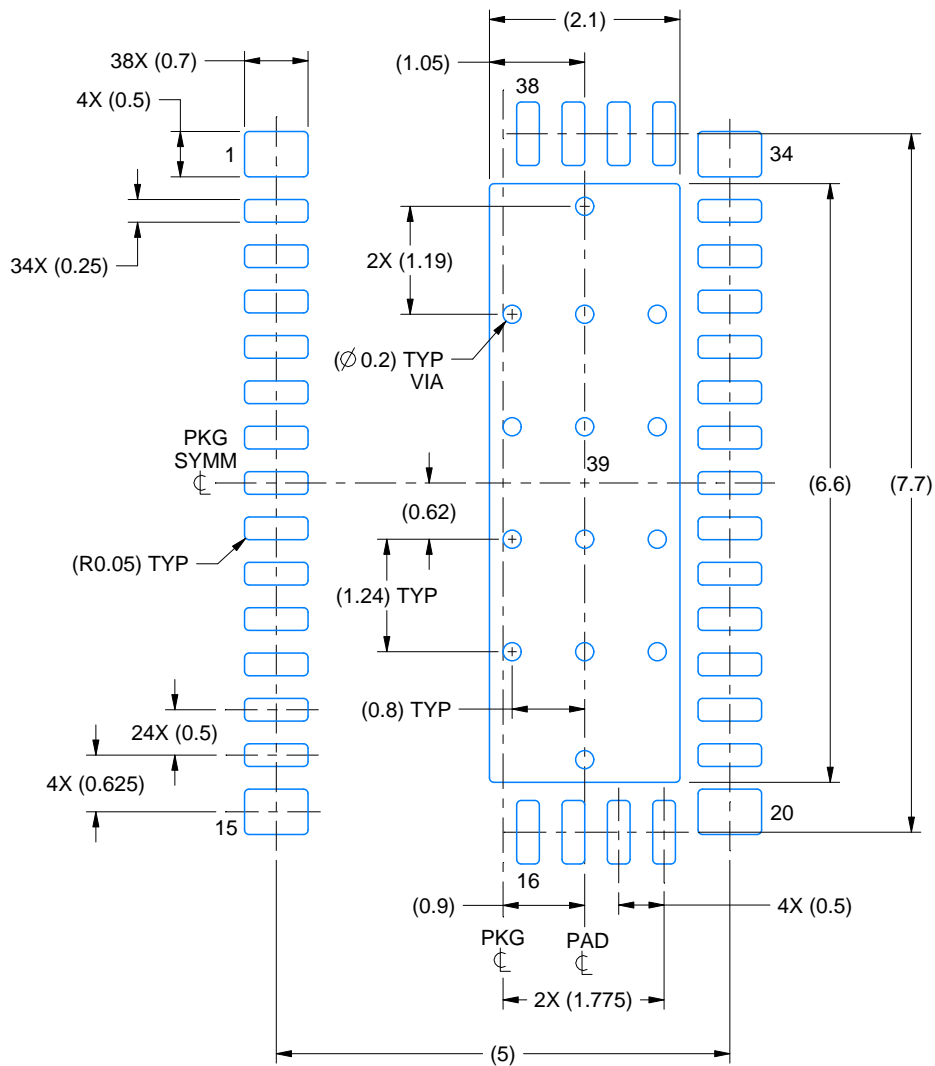 (2.1)
38X (0.7)
(1.05)
4X (0.5)
38
1
34
34X (0.25)
2X (1.19)
(∅ 0.2) TYP
VIA
PKG
SYMM
℄
39
(0.62)
(6.6)
(7.7)
(R0.05) TYP
(1.24) TYP
(0.8) TYP
24X (0.5)
4X (0.625)
15
20
16
(0.9)
4X (0.5)
PKG
℄
PAD
℄
2X (1.775)
(5)